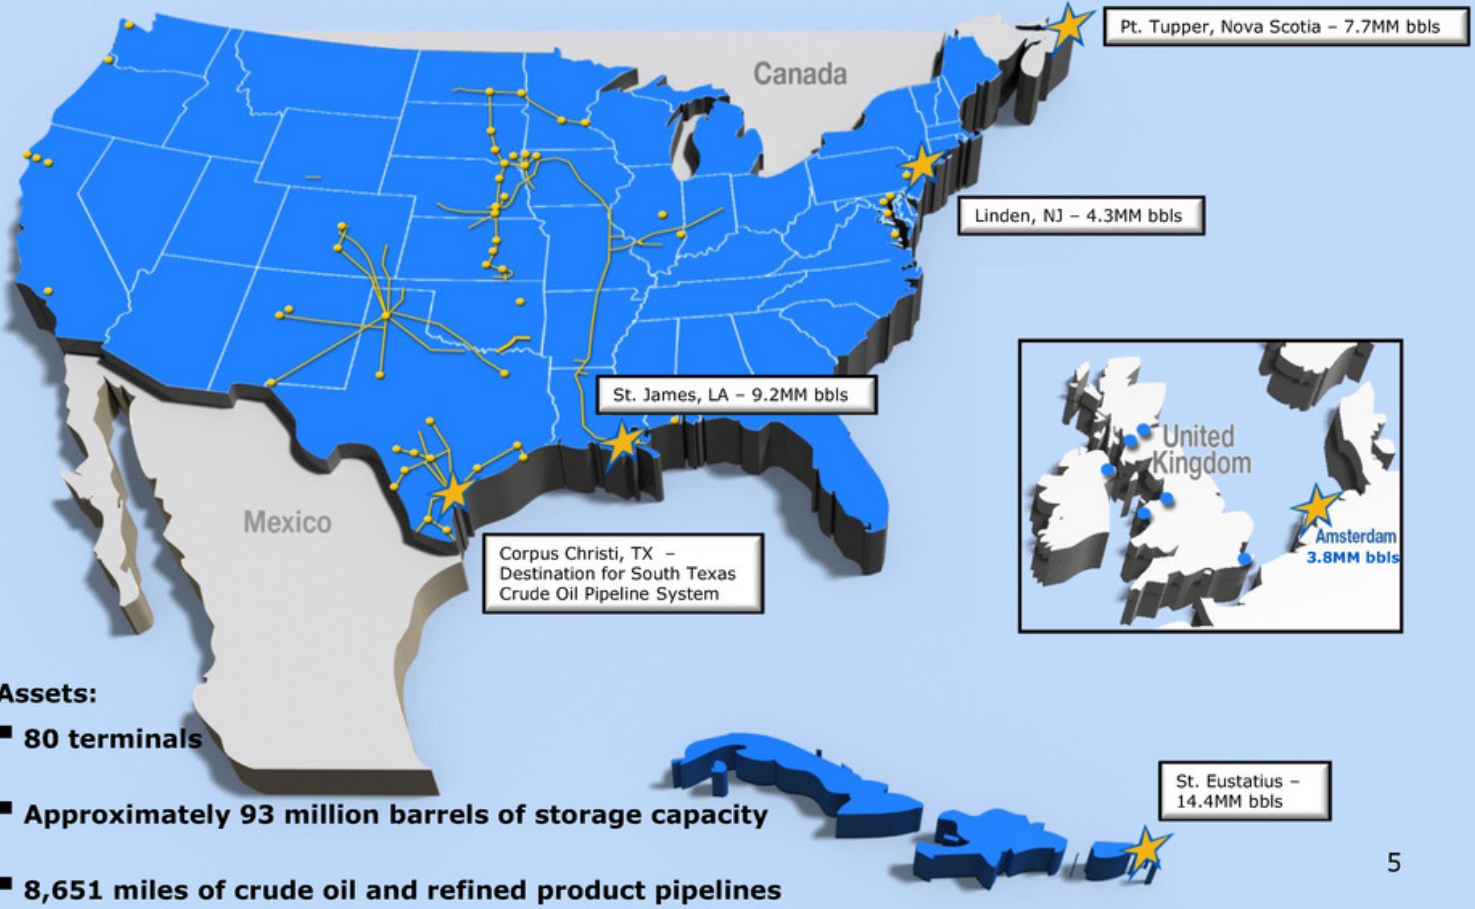 Pt. Tupper, Nova Scotia – 7.7MM bbls
Canada
Linden, NJ – 4.3MM bbls
St. James, LA – 9.2MM bbls
United
Kingdom
Amsterdam
3.8MM bbls
Mexico
Corpus Christi, TX –
Destination for South Texas
Crude Oil Pipeline System
Assets:
▪ 80 terminals
▪ Approximately 93 million barrels of storage capacity
▪ 8,651 miles of crude oil and refined product pipelines
St. Eustatius –
14.4MM bbls
5